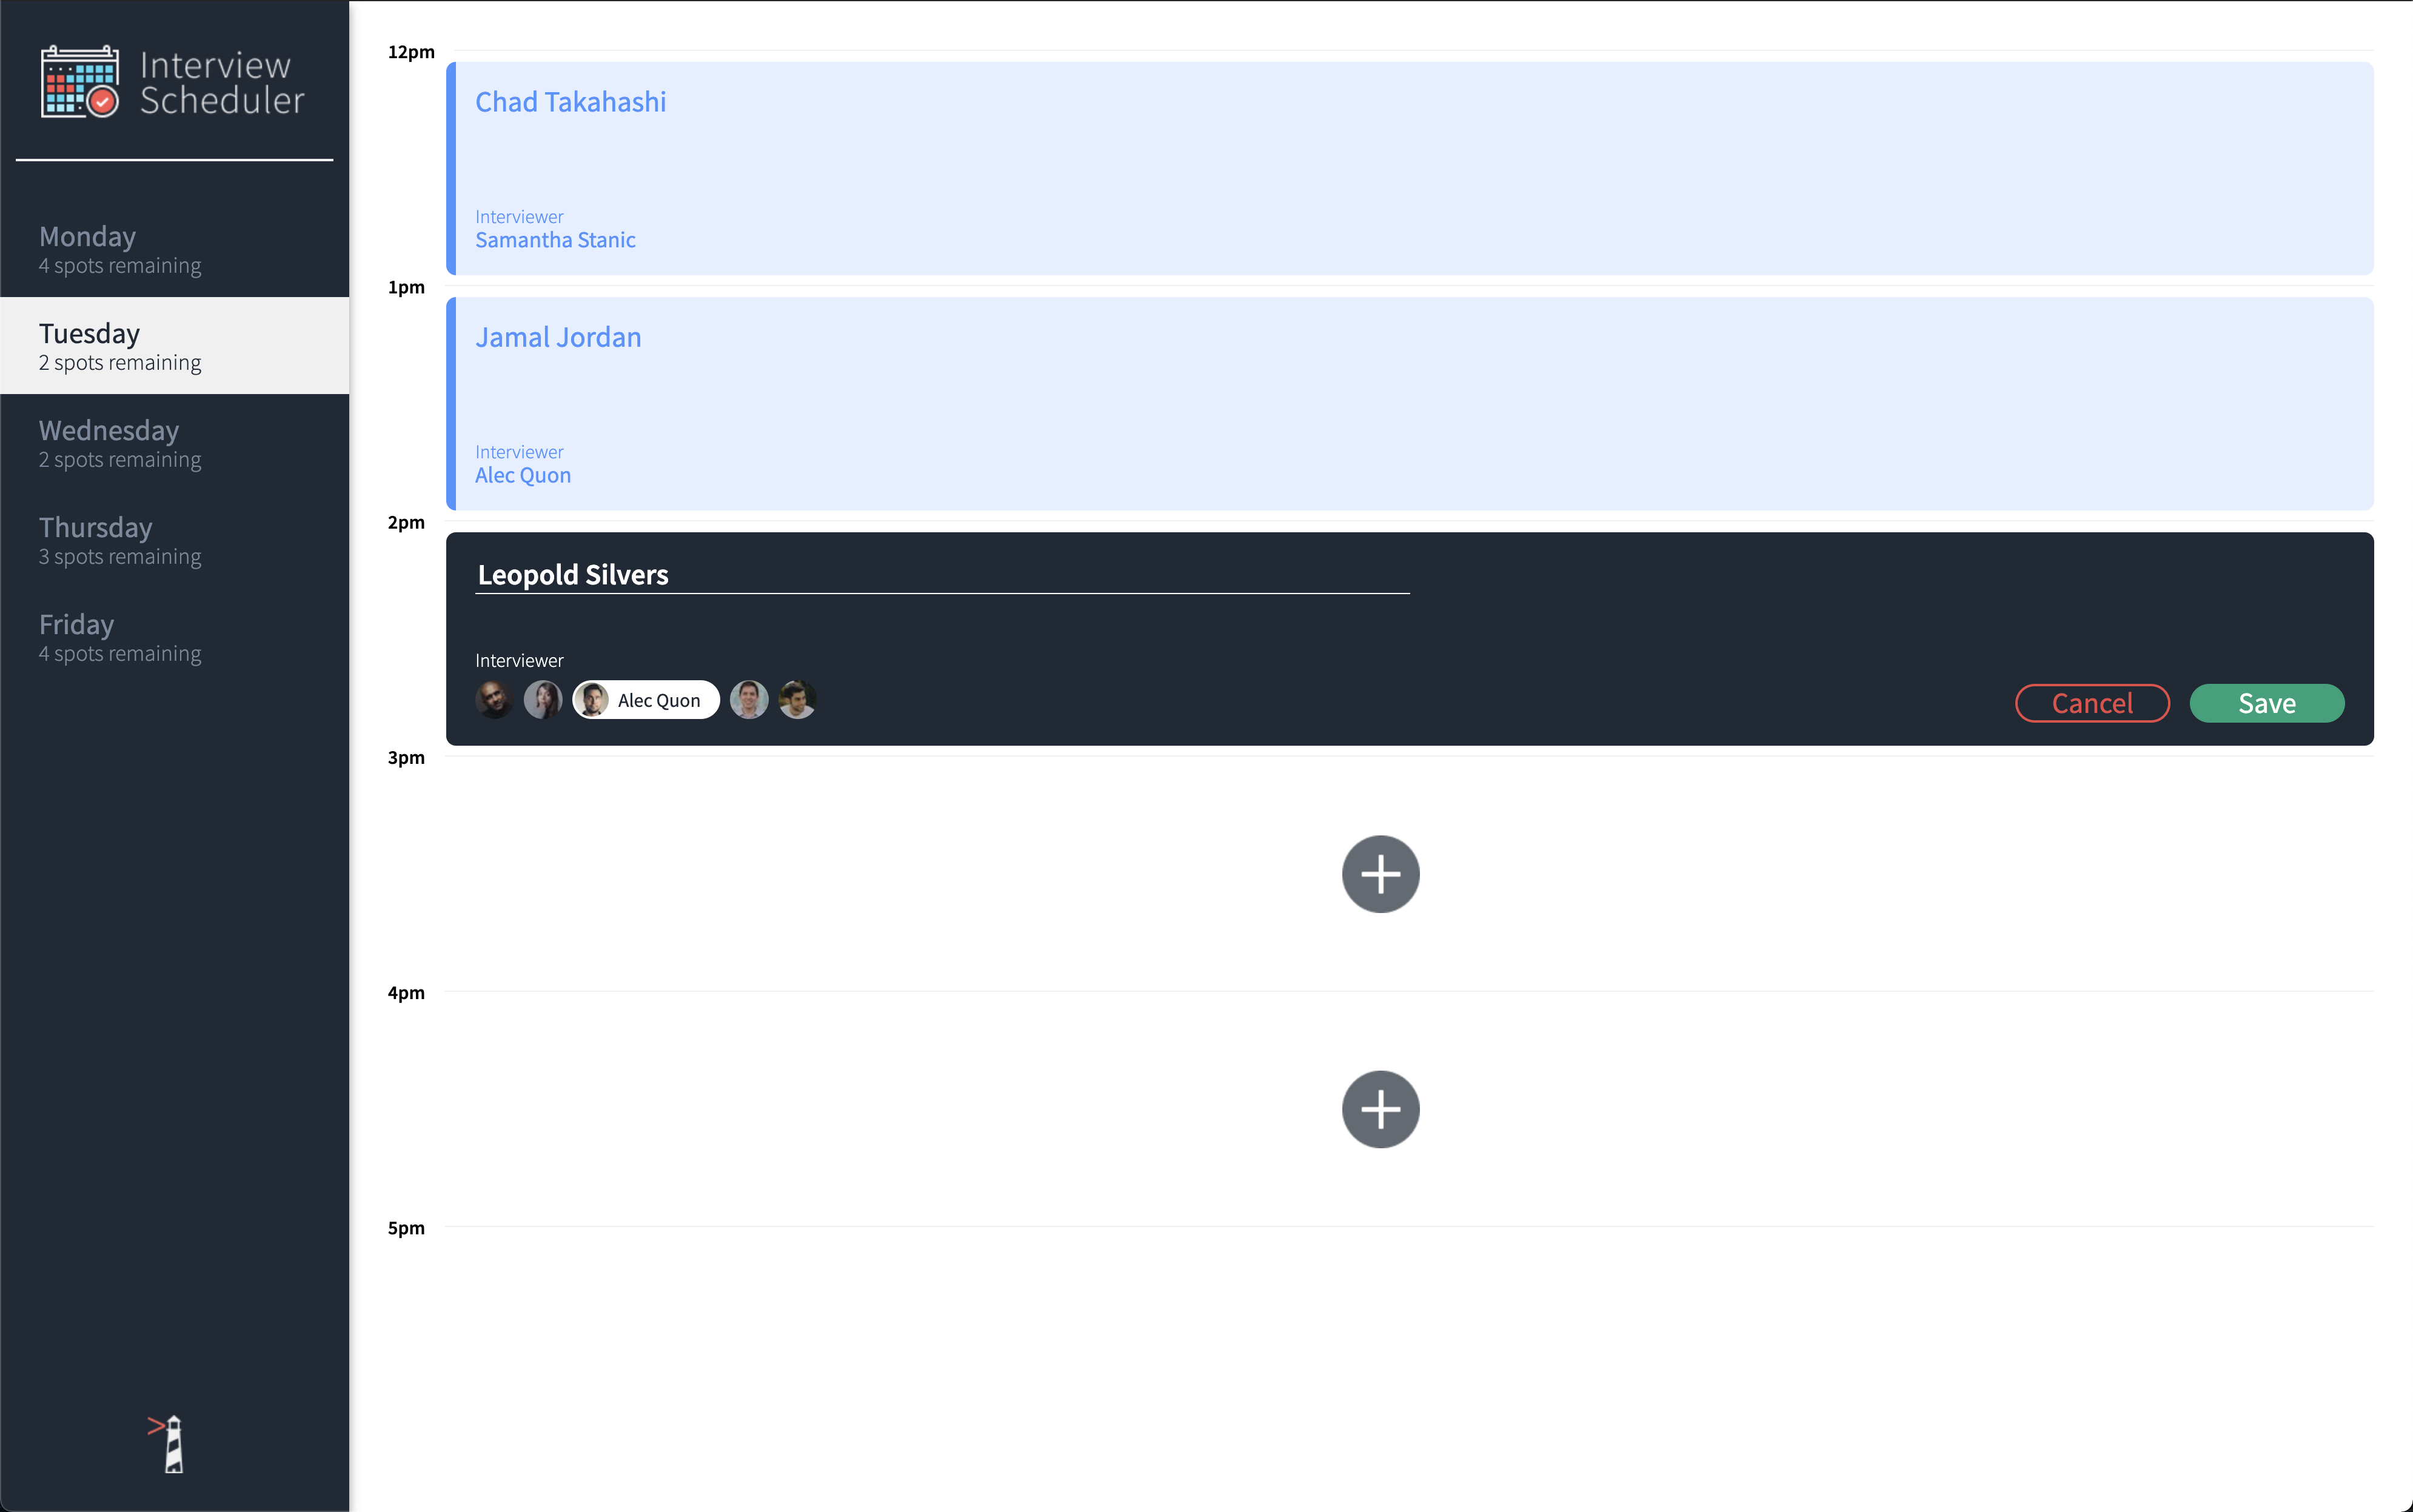 Interview
Scheduler
Monday
4 spots remaining
Tuesday
2 spots remaining
Wednesday
2 spots remaining
Thursday
3 spots remaining
Friday
4 spots remaining
12pm
Chad Takahashi
Interviewer
Samantha Stanic
1pm
Jamal Jordan
Interviewer
Alec Quon
2pm
Leopold Silvers
Interviewer
Alec Quon
Cancel
Save
3pm
4pm
5pm